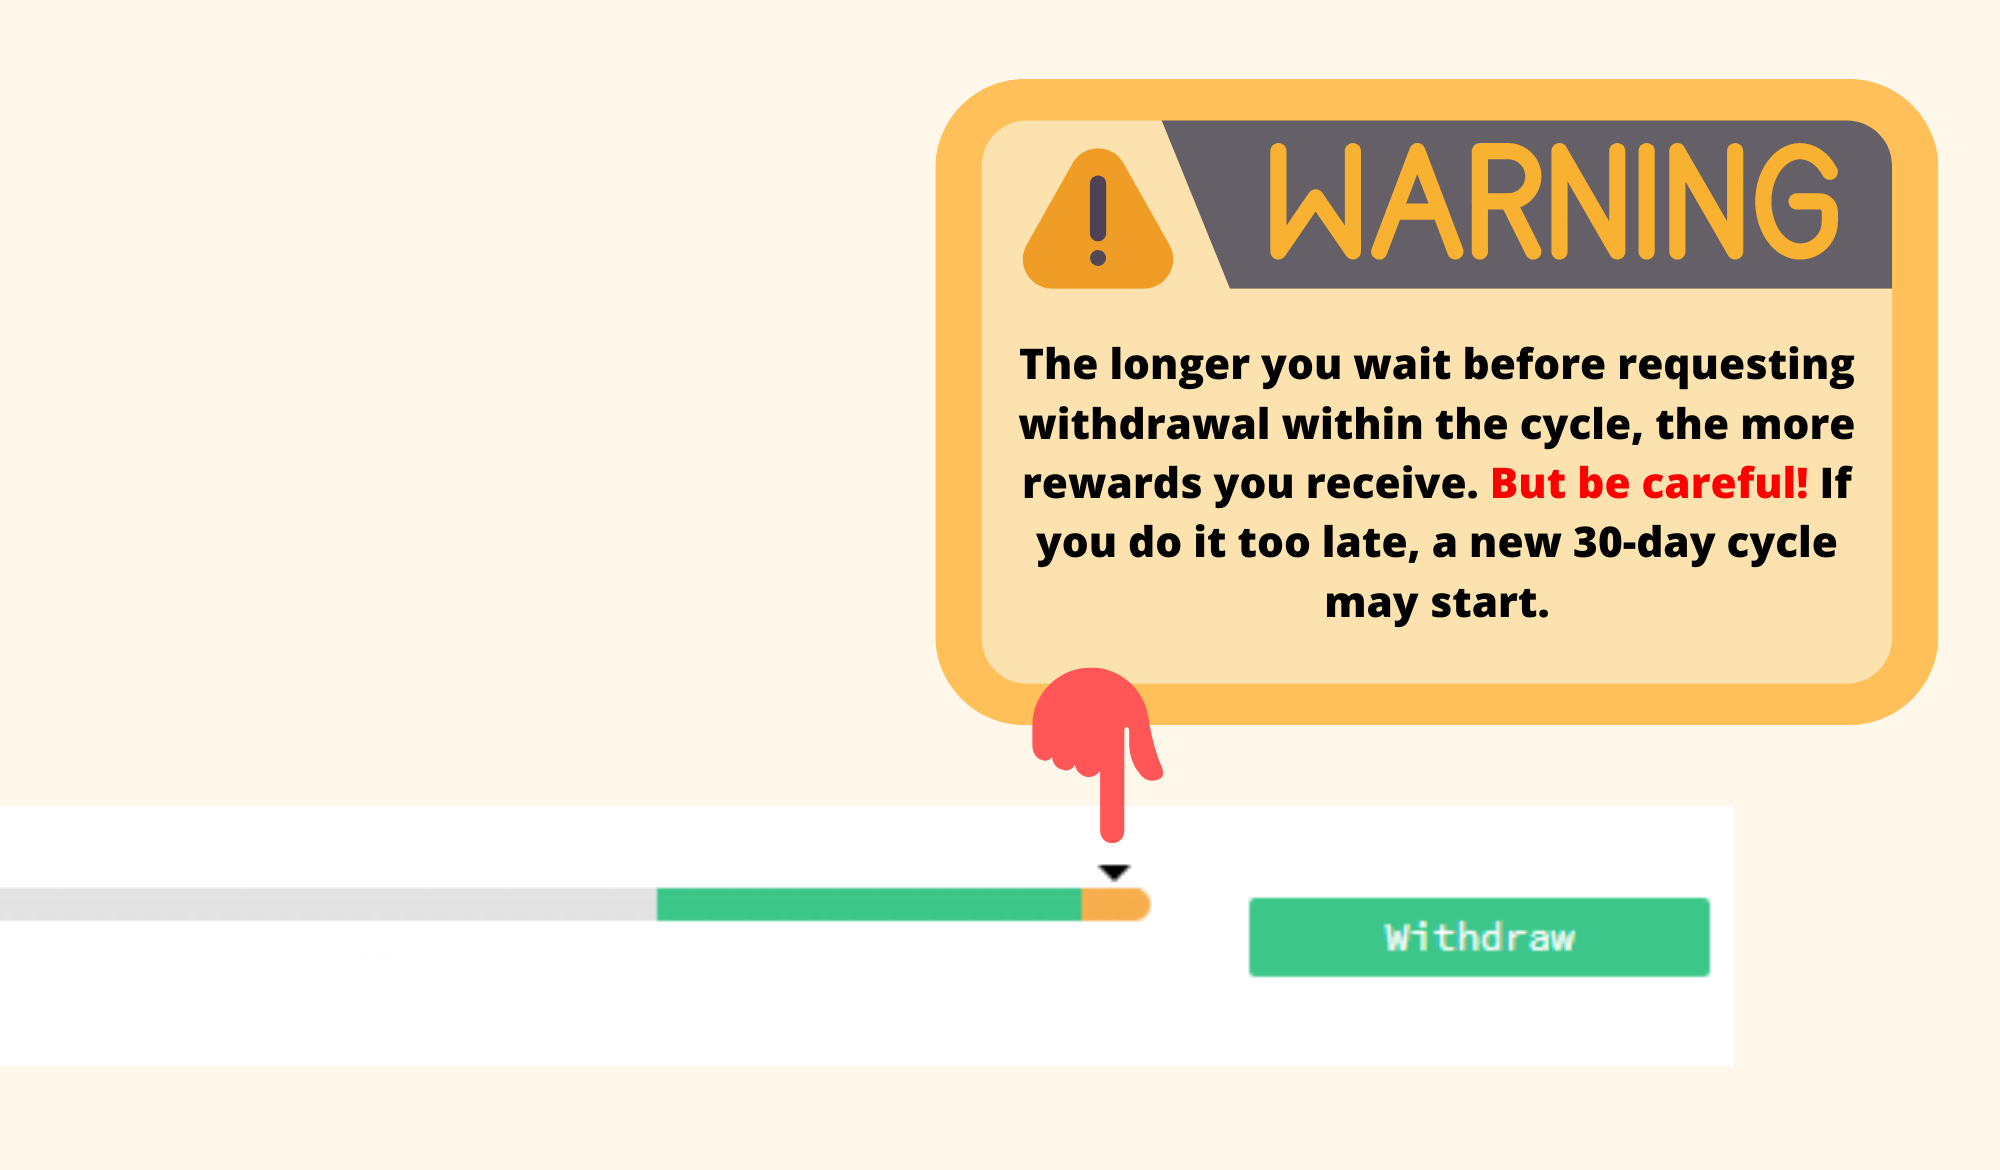 WARNING
The longer you wait before requesting
withdrawal within the cycle, the more
rewards you receive. But be careful! If
you do it too late, a new 30-day cycle
may start.
Withdraw